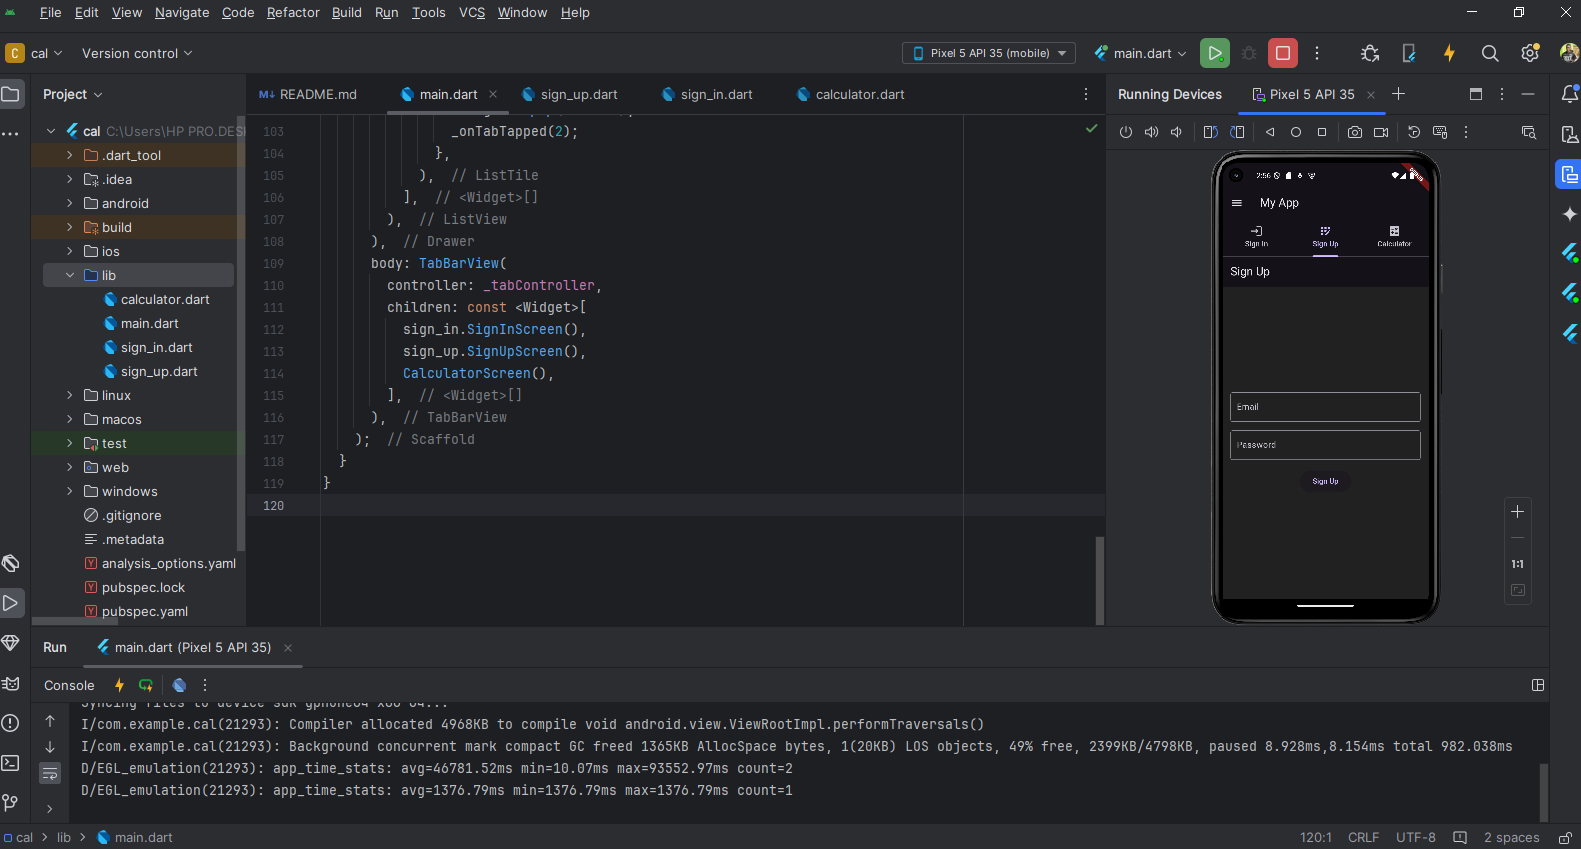 File Edit View Navigate Code Refactor Build Run Tools VCS Window Help
C cal Version control Pixel 5 API 35 (mobile) main.dart
Project
README.md main.dart sign_up.dart sign_in.dart calculator.dart
Running Devices Pixel 5 API 35
cal C:\Users\HP PRO.DES
.dart_tool
.idea
android
build
ios
lib
calculator.dart
main.dart
sign_in.dart
sign_up.dart
linux
macos
test
web
windows
.gitignore
.metadata
analysis_options.yaml
pubspec.lock
pubspec.yaml
103 _onTabTapped(2);
104 },
105 ), // ListTile
106 ], // <Widget>[]
107 ), // ListView
108 ), // Drawer
109 body: TabBarView(
110 controller: _tabController,
111 children: const <Widget>[
112 sign_in.SignInScreen(),
113 sign_up.SignUpScreen(),
114 CalculatorScreen(),
115 ], // <Widget>[]
116 ), // TabBarView
117 ); // Scaffold
118 }
119 }
120
2:56
My App
Sign In Sign Up Calculator
Sign Up
Email
Password
Sign Up
1:1
Run main.dart (Pixel 5 API 35)
Console
I/com.example.cal(21293): Compiler allocated 4968KB to compile void android.view.ViewRootImpl.performTraversals()
I/com.example.cal(21293): Background concurrent mark compact GC freed 1365KB AllocSpace bytes, 1(20KB) LOS objects, 49% free, 2399KB/4798KB, paused 8.928ms,8.154ms total 982.038ms
D/EGL_emulation(21293): app_time_stats: avg=46781.52ms min=10.07ms max=93552.97ms count=2
D/EGL_emulation(21293): app_time_stats: avg=1376.79ms min=1376.79ms max=1376.79ms count=1
cal lib main.dart 120:1 CRLF UTF-8 2 spaces